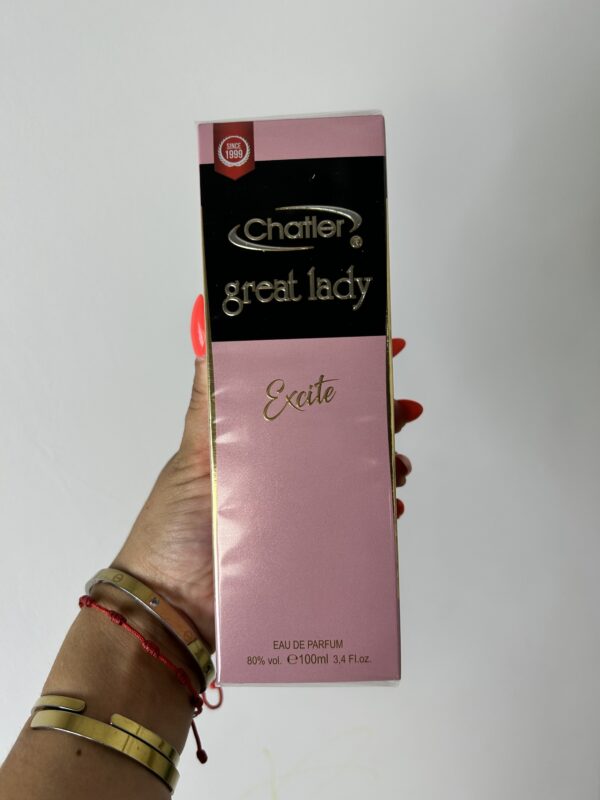 SINCE
1999
Chatler®
great lady
Excite
EAU DE PARFUM
80% vol. ℮100ml 3,4 Fl.oz.